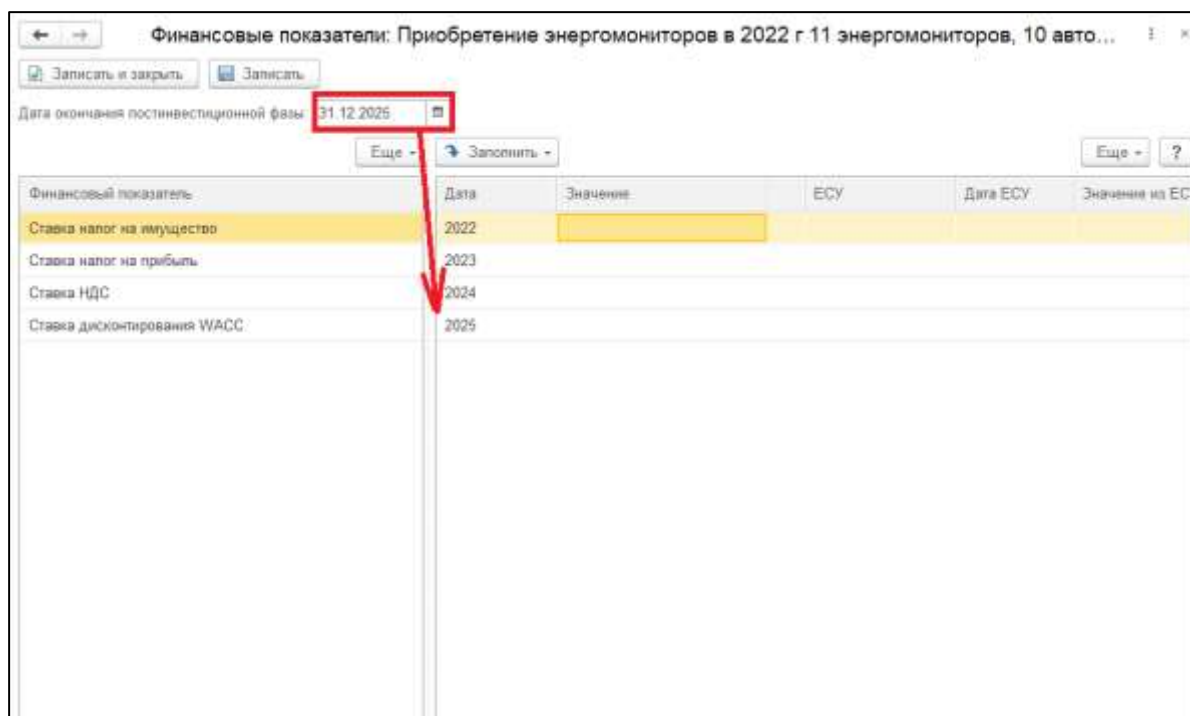 Финансовые показатели: Приобретение энергомониторов в 2022 г 11 энергомониторов, 10 авто...
Записать и закрыть Записать
Дата окончания постинвестиционной фазы: 31.12.2025
Еще Заполнить Еще ?
Финансовый показатель Дата Значение ЕСУ Дата ЕСУ Значение из ЕС
Ставка налог на имущество 2022
Ставка налог на прибыль 2023
Ставка НДС 2024
Ставка дисконтирования WACC 2025